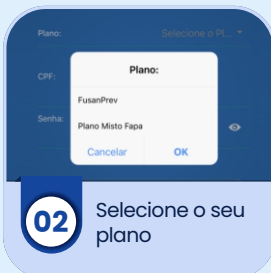 Plano:
Selecione o Pl...
CPF:
Senha:
Plano:
FusanPrev
Plano Misto Fapa
Cancelar
OK
02
Selecione o seu
plano